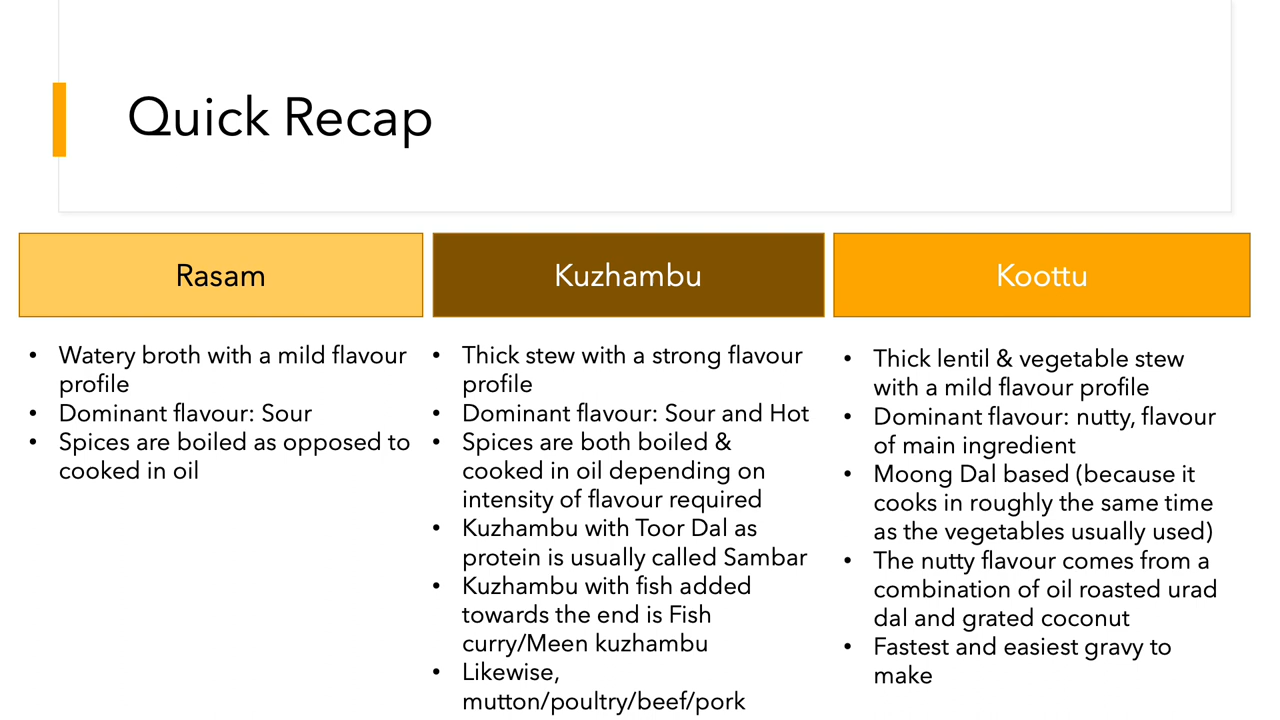 Quick Recap
Rasam
• Watery broth with a mild flavour
profile
• Dominant flavour: Sour
• Spices are boiled as opposed to
cooked in oil
Kuzhambu
• Thick stew with a strong flavour
profile
• Dominant flavour: Sour and Hot
• Spices are both boiled &
cooked in oil depending on
intensity of flavour required
• Kuzhambu with Toor Dal as
protein is usually called Sambar
• Kuzhambu with fish added
towards the end is Fish
curry/Meen kuzhambu
• Likewise,
mutton/poultry/beef/pork
Koottu
• Thick lentil & vegetable stew
with a mild flavour profile
• Dominant flavour: nutty, flavour
of main ingredient
• Moong Dal based (because it
cooks in roughly the same time
as the vegetables usually used)
• The nutty flavour comes from a
combination of oil roasted urad
dal and grated coconut
• Fastest and easiest gravy to
make